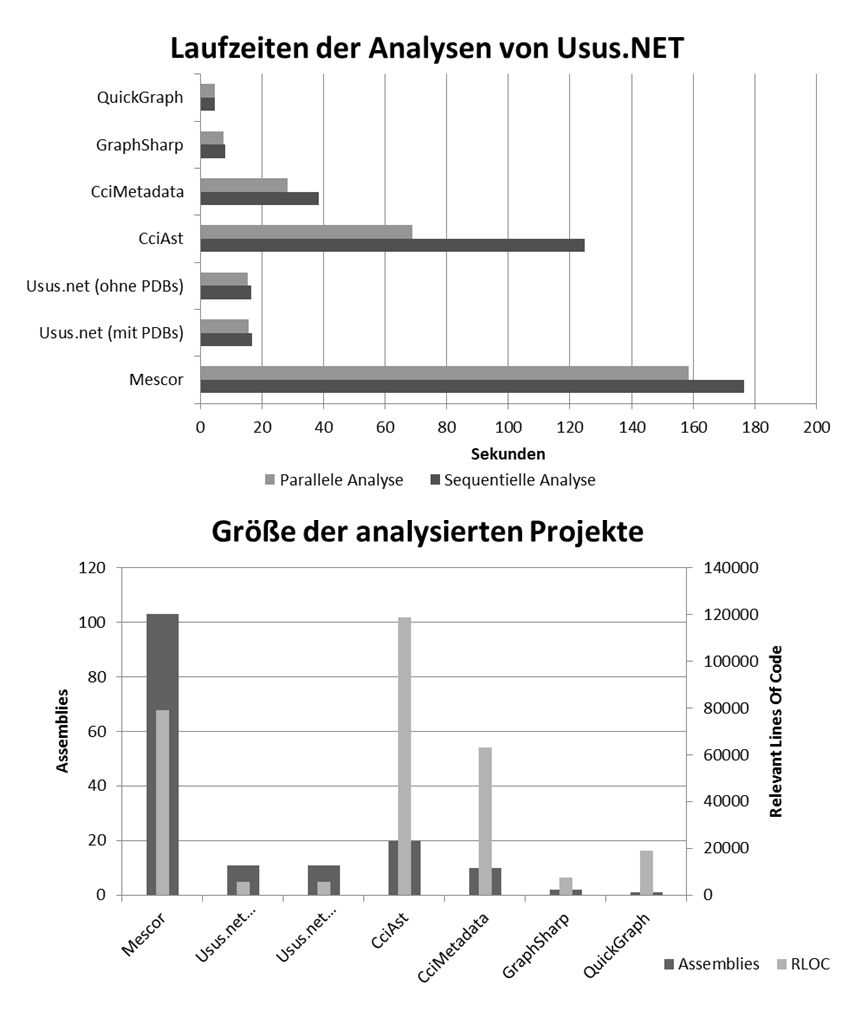 Laufzeiten der Analysen von Usus.NET
QuickGraph
GraphSharp
CciMetadata
CciAst
Usus.net (ohne PDBs)
Usus.net (mit PDBs)
Mescor
0 20 40 60 80 100 120 140 160 180 200
Sekunden
Parallele Analyse Sequentielle Analyse
Größe der analysierten Projekte
120 140000
100 120000
80 100000
60 80000
40 60000
20 40000
0 20000
0
Assemblies
Relevant Lines Of Code
Mescor
Usus.net...
Usus.net...
CciAst
CciMetadata
GraphSharp
QuickGraph
Assemblies RLOC